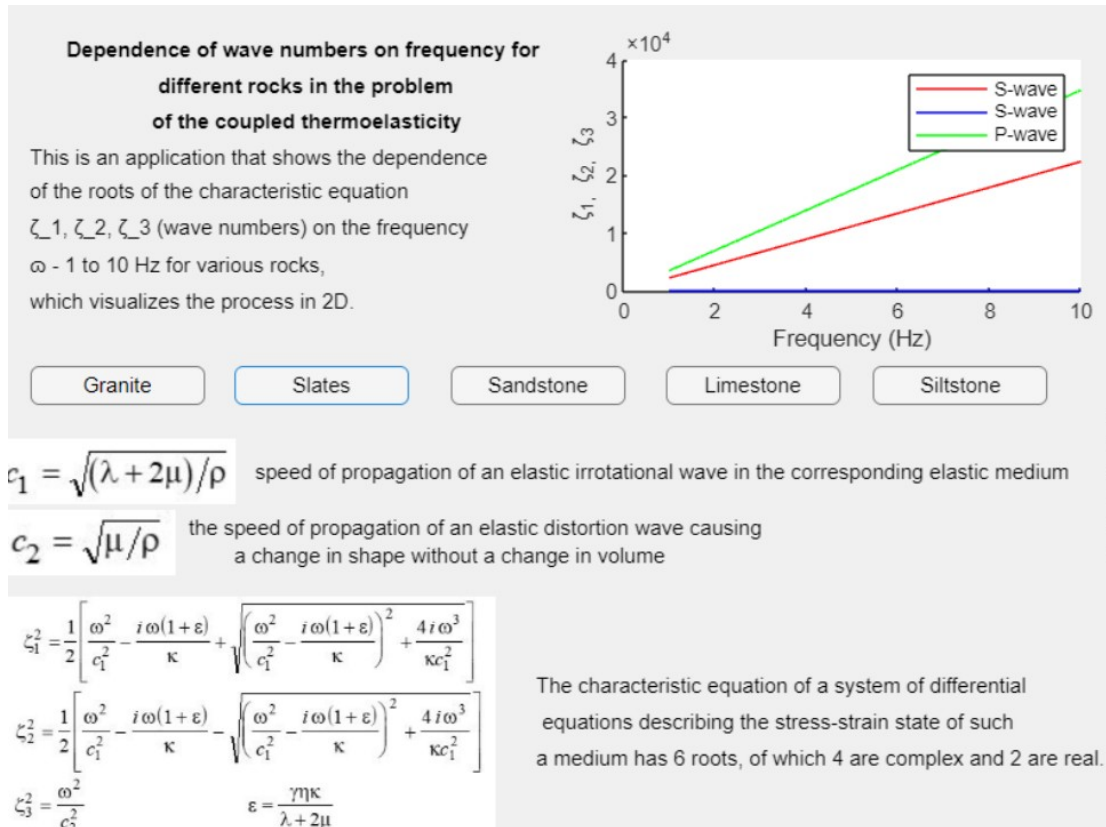 Dependence of wave numbers on frequency for
different rocks in the problem
of the coupled thermoelasticity
This is an application that shows the dependence
of the roots of the characteristic equation
ζ_1, ζ_2, ζ_3 (wave numbers) on the frequency
ω - 1 to 10 Hz for various rocks,
which visualizes the process in 2D.
×10⁴
4
3
2
1
0
ζ₁, ζ₂, ζ₃
S-wave
S-wave
P-wave
0 2 4 6 8 10
Frequency (Hz)
Granite Slates Sandstone Limestone Siltstone
c₁ = √(λ + 2μ)/ρ speed of propagation of an elastic irrotational wave in the corresponding elastic medium
c₂ = √μ/ρ the speed of propagation of an elastic distortion wave causing
a change in shape without a change in volume
ζ₁² = 1/2 [ ω²/c₁² − iω(1+ε)/κ + √( ( ω²/c₁² − iω(1+ε)/κ )² + 4iω³/κc₁² ) ]
ζ₂² = 1/2 [ ω²/c₁² − iω(1+ε)/κ − √( ( ω²/c₁² − iω(1+ε)/κ )² + 4iω³/κc₁² ) ]
ζ₃² = ω²/c₂² ε = γηκ/λ + 2μ
The characteristic equation of a system of differential
equations describing the stress-strain state of such
a medium has 6 roots, of which 4 are complex and 2 are real.